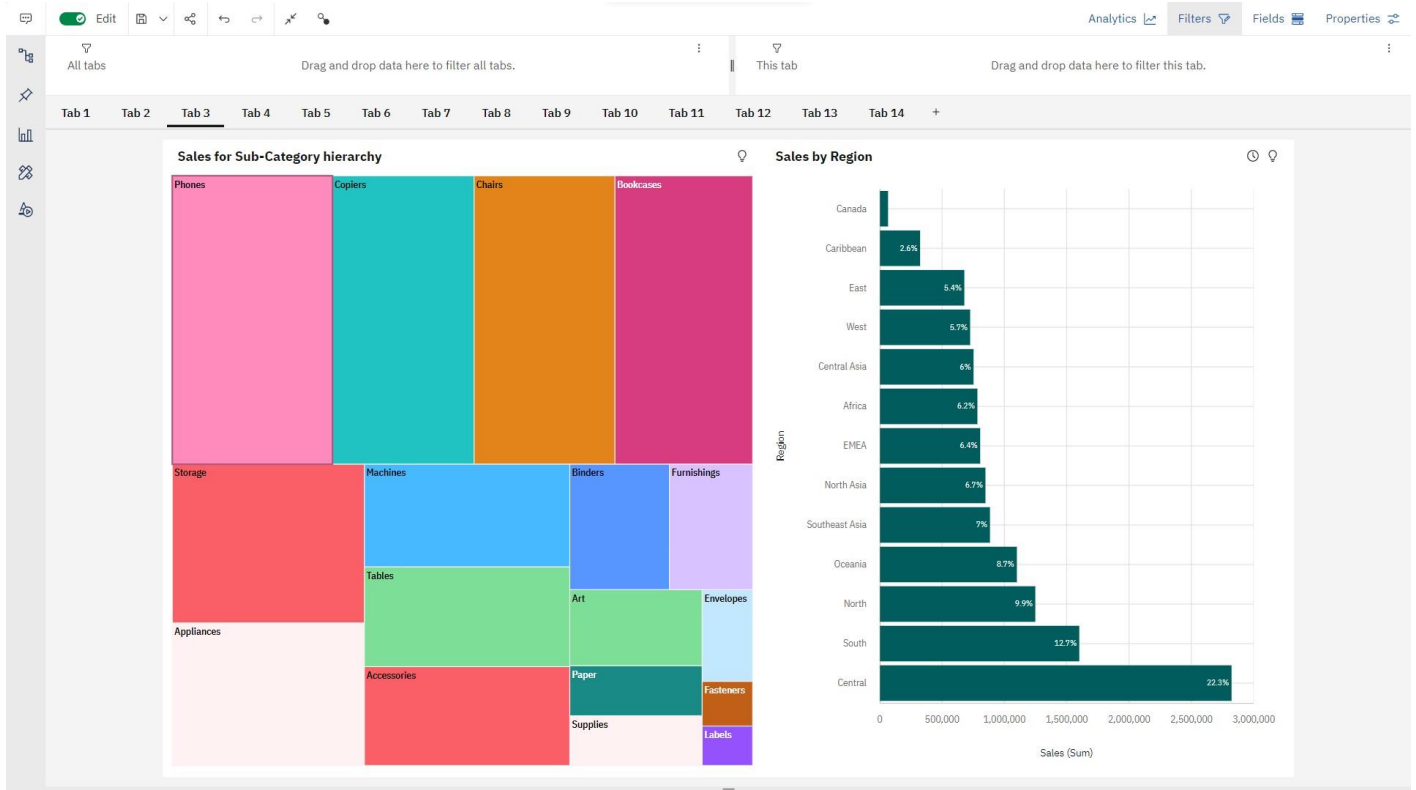 Edit
Analytics
Filters
Fields
Properties
All tabs
Drag and drop data here to filter all tabs.
This tab
Drag and drop data here to filter this tab.
Tab 1 Tab 2 Tab 3 Tab 4 Tab 5 Tab 6 Tab 7 Tab 8 Tab 9 Tab 10 Tab 11 Tab 12 Tab 13 Tab 14 +
Sales for Sub-Category hierarchy
Phones
Copiers
Chairs
Bookcases
Storage
Machines
Binders
Furnishings
Tables
Art
Envelopes
Appliances
Accessories
Paper
Fasteners
Supplies
Labels
Sales by Region
Region
Canada
Caribbean 2.6%
East 5.4%
West 5.7%
Central Asia 6%
Africa 6.2%
EMEA 6.4%
North Asia 6.7%
Southeast Asia 7%
Oceania 8.7%
North 9.9%
South 12.7%
Central 22.3%
0 500,000 1,000,000 1,500,000 2,000,000 2,500,000 3,000,000
Sales (Sum)